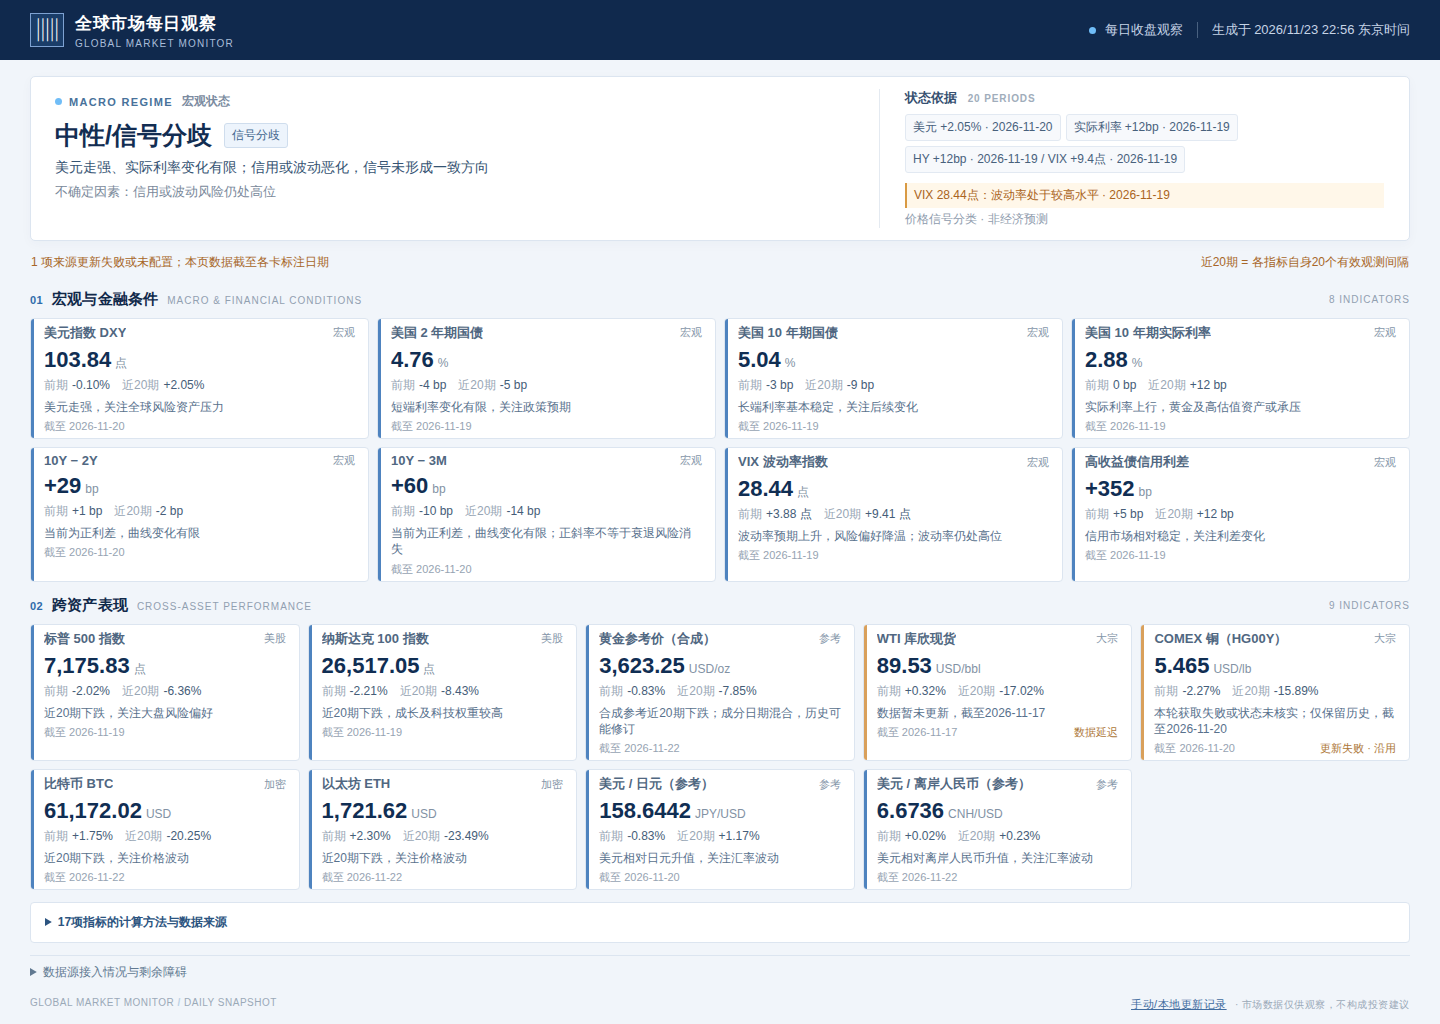 全球市场每日观察
GLOBAL MARKET MONITOR
每日收盘观察
生成于 2026/11/23 22:56 东京时间
MACRO REGIME 宏观状态
中性/信号分歧 信号分歧
美元走强、实际利率变化有限；信用或波动恶化，信号未形成一致方向
不确定因素：信用或波动风险仍处高位
状态依据 20 PERIODS
美元 +2.05% · 2026-11-20
实际利率 +12bp · 2026-11-19
HY +12bp · 2026-11-19 / VIX +9.4点 · 2026-11-19
VIX 28.44点：波动率处于较高水平 · 2026-11-19
价格信号分类 · 非经济预测
1 项来源更新失败或未配置；本页数据截至各卡标注日期
近20期 = 各指标自身20个有效观测间隔
01 宏观与金融条件 MACRO & FINANCIAL CONDITIONS
8 INDICATORS
美元指数 DXY 宏观
103.84 点
前期 -0.10% 近20期 +2.05%
美元走强，关注全球风险资产压力
截至 2026-11-20
美国 2 年期国债 宏观
4.76 %
前期 -4 bp 近20期 -5 bp
短端利率变化有限，关注政策预期
截至 2026-11-19
美国 10 年期国债 宏观
5.04 %
前期 -3 bp 近20期 -9 bp
长端利率基本稳定，关注后续变化
截至 2026-11-19
美国 10 年期实际利率 宏观
2.88 %
前期 0 bp 近20期 +12 bp
实际利率上行，黄金及高估值资产或承压
截至 2026-11-19
10Y − 2Y 宏观
+29 bp
前期 +1 bp 近20期 -2 bp
当前为正利差，曲线变化有限
截至 2026-11-20
10Y − 3M 宏观
+60 bp
前期 -10 bp 近20期 -14 bp
当前为正利差，曲线变化有限；正斜率不等于衰退风险消
失
截至 2026-11-20
VIX 波动率指数 宏观
28.44 点
前期 +3.88 点 近20期 +9.41 点
波动率预期上升，风险偏好降温；波动率仍处高位
截至 2026-11-19
高收益债信用利差 宏观
+352 bp
前期 +5 bp 近20期 +12 bp
信用市场相对稳定，关注利差变化
截至 2026-11-19
02 跨资产表现 CROSS-ASSET PERFORMANCE
9 INDICATORS
标普 500 指数 美股
7,175.83 点
前期 -2.02% 近20期 -6.36%
近20期下跌，关注大盘风险偏好
截至 2026-11-19
纳斯达克 100 指数 美股
26,517.05 点
前期 -2.21% 近20期 -8.43%
近20期下跌，成长及科技权重较高
截至 2026-11-19
黄金参考价（合成） 参考
3,623.25 USD/oz
前期 -0.83% 近20期 -7.85%
合成参考近20期下跌；成分日期混合，历史可
能修订
截至 2026-11-22
WTI 库欣现货 大宗
89.53 USD/bbl
前期 +0.32% 近20期 -17.02%
数据暂未更新，截至2026-11-17
截至 2026-11-17 数据延迟
COMEX 铜（HG00Y） 大宗
5.465 USD/lb
前期 -2.27% 近20期 -15.89%
本轮获取失败或状态未核实；仅保留历史，截
至2026-11-20
截至 2026-11-20 更新失败 · 沿用
比特币 BTC 加密
61,172.02 USD
前期 +1.75% 近20期 -20.25%
近20期下跌，关注价格波动
截至 2026-11-22
以太坊 ETH 加密
1,721.62 USD
前期 +2.30% 近20期 -23.49%
近20期下跌，关注价格波动
截至 2026-11-22
美元 / 日元（参考） 参考
158.6442 JPY/USD
前期 -0.83% 近20期 +1.17%
美元相对日元升值，关注汇率波动
截至 2026-11-20
美元 / 离岸人民币（参考） 参考
6.6736 CNH/USD
前期 +0.02% 近20期 +0.23%
美元相对离岸人民币升值，关注汇率波动
截至 2026-11-22
17项指标的计算方法与数据来源
数据源接入情况与剩余障碍
GLOBAL MARKET MONITOR / DAILY SNAPSHOT
手动/本地更新记录 · 市场数据仅供观察，不构成投资建议